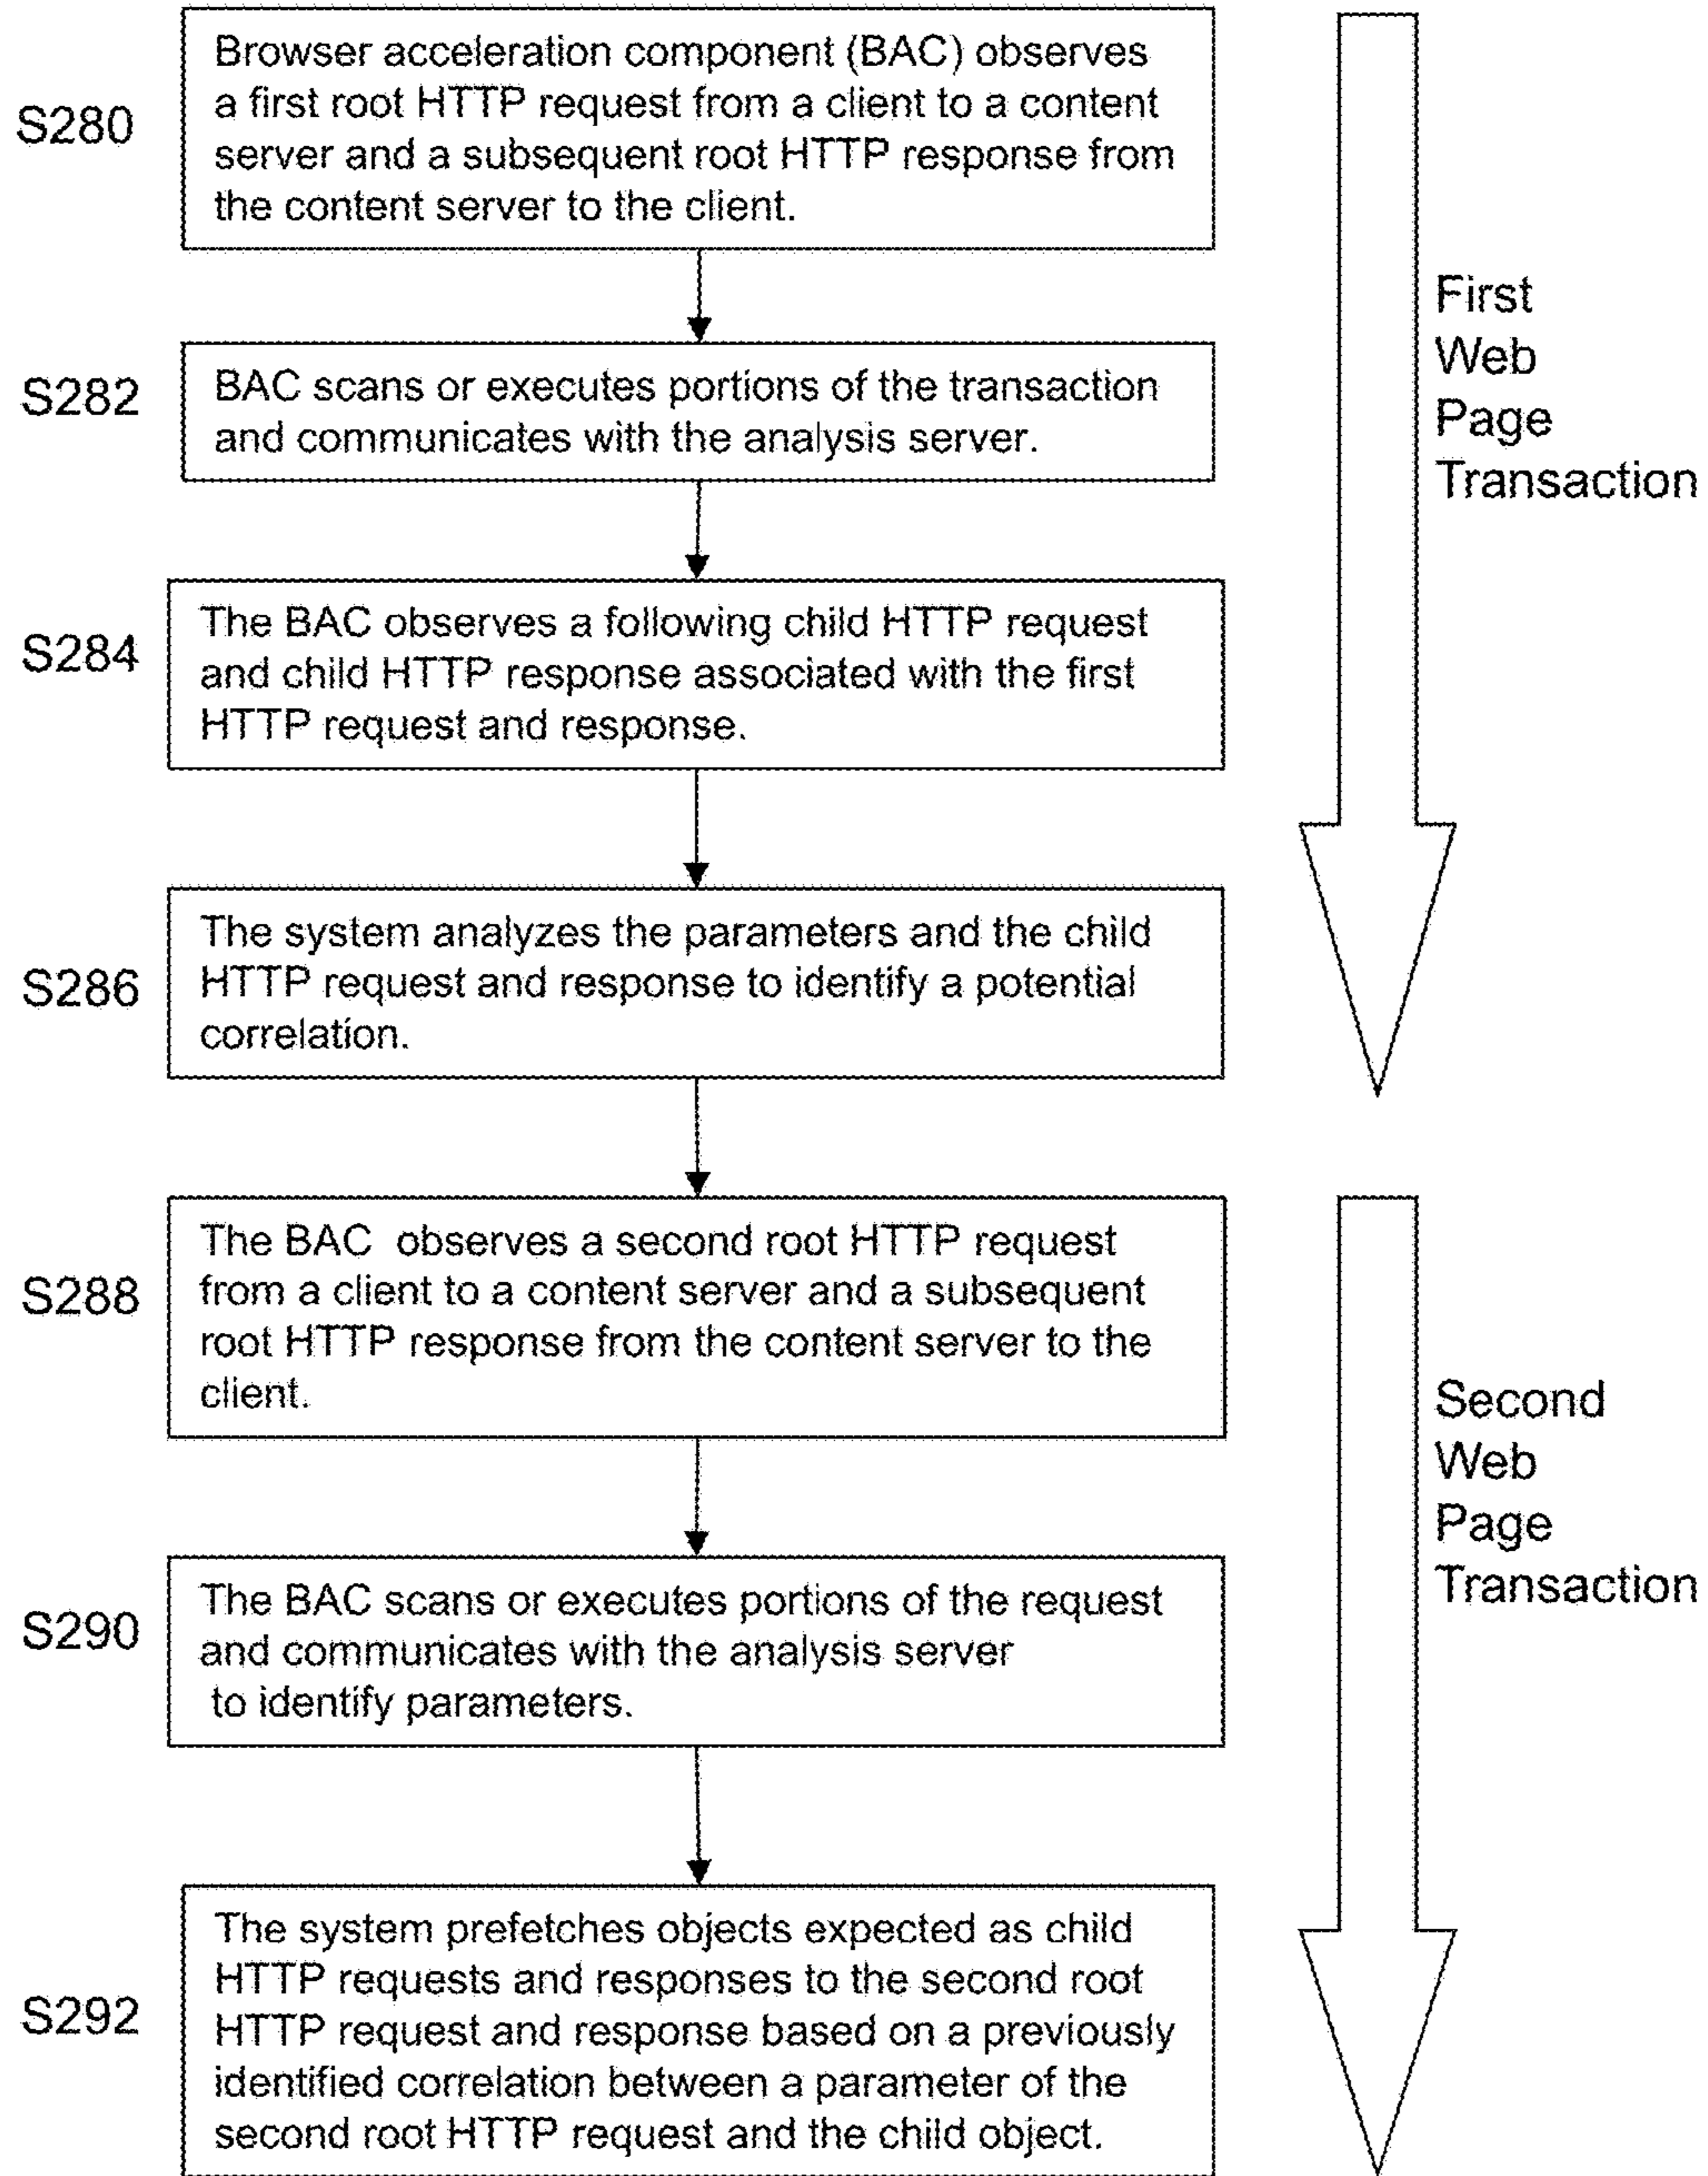 S280
Browser acceleration component (BAC) observes
a first root HTTP request from a client to a content
server and a subsequent root HTTP response from
the content server to the client.
S282
BAC scans or executes portions of the transaction
and communicates with the analysis server.
First
Web
Page
Transaction
S284
The BAC observes a following child HTTP request
and child HTTP response associated with the first
HTTP request and response.
S286
The system analyzes the parameters and the child
HTTP request and response to identify a potential
correlation.
S288
The BAC observes a second root HTTP request
from a client to a content server and a subsequent
root HTTP response from the content server to the
client.
Second
Web
Page
Transaction
S290
The BAC scans or executes portions of the request
and communicates with the analysis server
to identify parameters.
S292
The system prefetches objects expected as child
HTTP requests and responses to the second root
HTTP request and response based on a previously
identified correlation between a parameter of the
second root HTTP request and the child object.